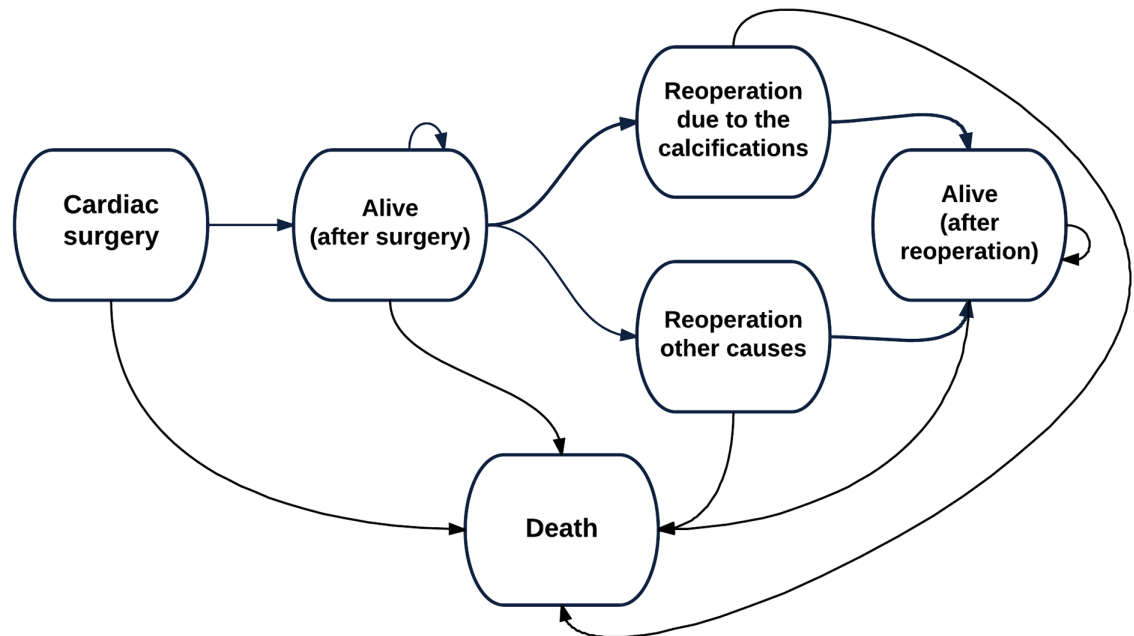 Cardiac
surgery
Alive
(after surgery)
Reoperation
due to the
calcifications
Reoperation
other causes
Alive
(after
reoperation)
Death